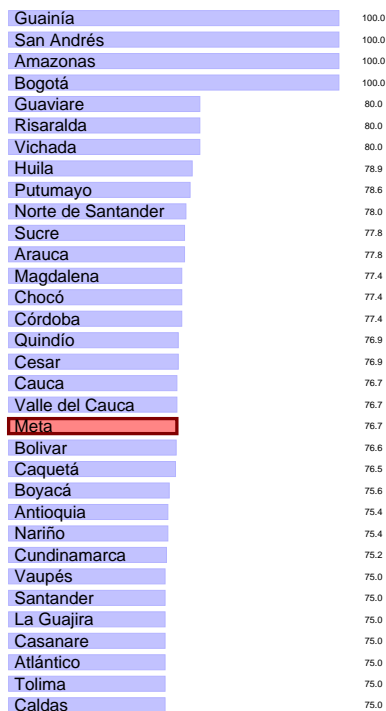 Guainía 100.0
San Andrés 100.0
Amazonas 100.0
Bogotá 100.0
Guaviare 80.0
Risaralda 80.0
Vichada 80.0
Huila 78.9
Putumayo 78.6
Norte de Santander 78.0
Sucre 77.8
Arauca 77.8
Magdalena 77.4
Chocó 77.4
Córdoba 77.4
Quindío 76.9
Cesar 76.9
Cauca 76.7
Valle del Cauca 76.7
Meta 76.7
Bolivar 76.6
Caquetá 76.5
Boyacá 75.6
Antioquia 75.4
Nariño 75.4
Cundinamarca 75.2
Vaupés 75.0
Santander 75.0
La Guajira 75.0
Casanare 75.0
Atlántico 75.0
Tolima 75.0
Caldas 75.0